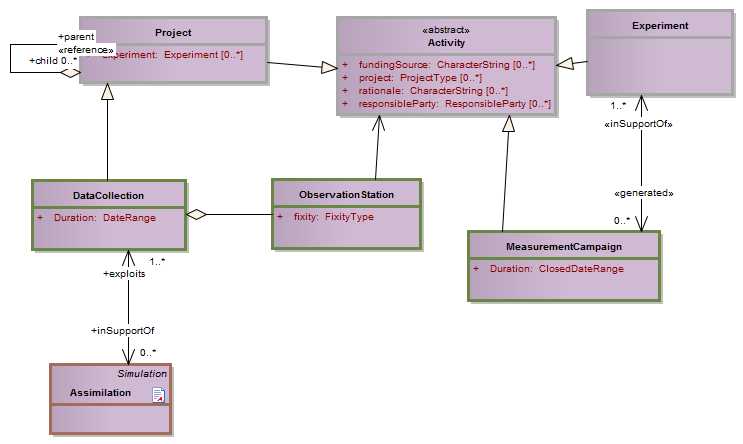 Project
+parent
«reference»
+child 0..*
experiment: Experiment [0..*]
«abstract»
Activity
+ fundingSource: CharacterString [0..*]
+ project: ProjectType [0..*]
+ rationale: CharacterString [0..*]
+ responsibleParty: ResponsibleParty [0..*]
Experiment
1..*
«inSupportOf»
«generated»
0..*
DataCollection
+ Duration: DateRange
ObservationStation
+ fixity: FixityType
MeasurementCampaign
+ Duration: ClosedDateRange
1..*
+exploits
+inSupportOf
0..*
Simulation
Assimilation